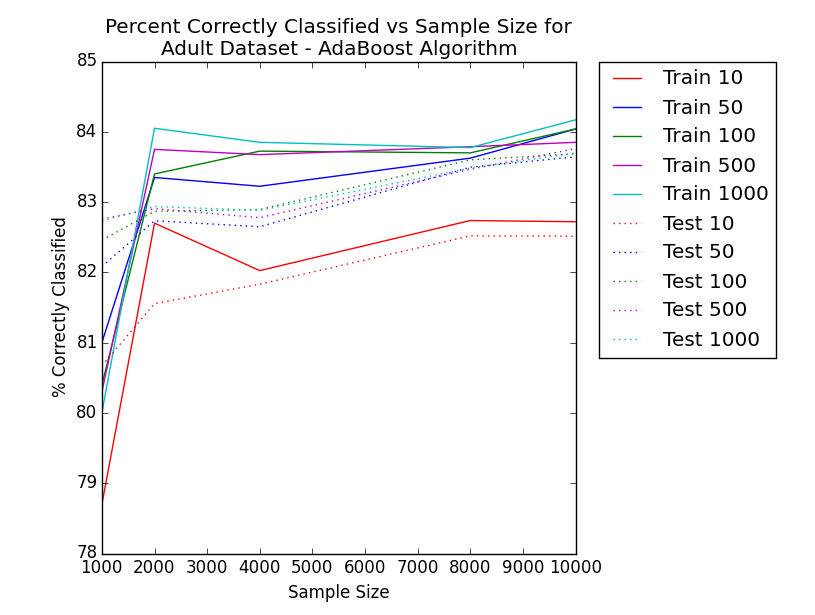 Percent Correctly Classified vs Sample Size for
Adult Dataset - AdaBoost Algorithm
85
84
83
82
81
80
79
78
% Correctly Classified
1000 2000 3000 4000 5000 6000 7000 8000 9000 10000
Sample Size
Train 10
Train 50
Train 100
Train 500
Train 1000
Test 10
Test 50
Test 100
Test 500
Test 1000